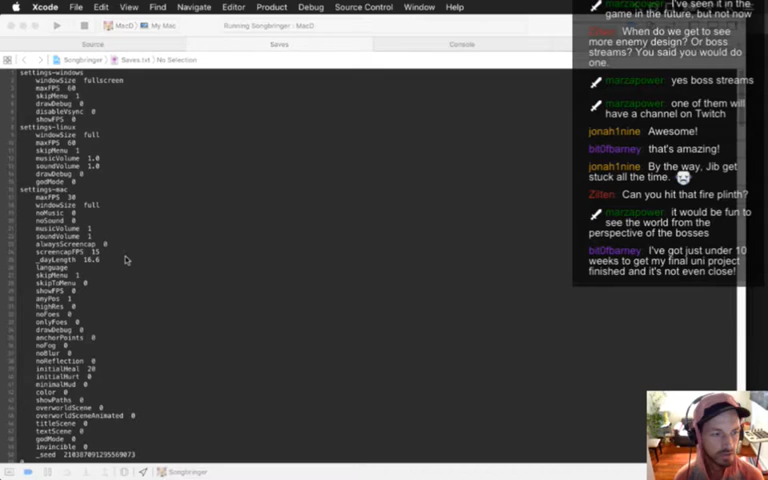 Xcode File Edit View Find Navigate Editor Product Debug Source Control Window Help
MacD My Mac
Running Songbringer : MacD
Source
Saves
Console
Songbringer Saves.txt No Selection
settings-windows
windowSize fullscreen
maxFPS 60
skipMenu 1
drawDebug 0
disableVsync 0
showFPS 0
settings-linux
windowSize full
maxFPS 60
skipMenu 1
musicVolume 1.0
soundVolume 1.0
drawDebug 0
godMode 0
settings-mac
maxFPS 30
windowSize full
noMusic 0
noSound 0
musicVolume 1
soundVolume 1
alwaysScreencap 0
screencapFPS 15
_dayLength 16.6
language
skipMenu 1
skipToMenu 0
showFPS 0
anyPos 1
highRes 0
noFoes 0
onlyFoes 0
drawDebug 0
anchorPoints 0
noFog 0
noBlur 0
noReflection 0
initialHeal 20
initialHurt 0
minimalHud 0
color 0
showPaths 0
overworldScene 0
overworldSceneAnimated 0
titleScene 0
textScene 0
godMode 0
invincible 0
_seed 210387091295569073
marzapower: I've seen it in the
game in the future, but not now
When do we get to see
more enemy design? Or boss
streams? You said you would do
one.
marzapower: yes boss streams
marzapower: one of them will
have a channel on Twitch
jonah1nine Awesome!
bit0fbarney: that's amazing!
jonah1nine By the way, Jib get
stuck all the time.
Zilten: Can you hit that fire plinth?
marzapower: it would be fun to
see the world from the
perspective of the bosses
bit0fbarney: I've got just under 10
weeks to get my final uni project
finished and it's not even close!
Songbringer